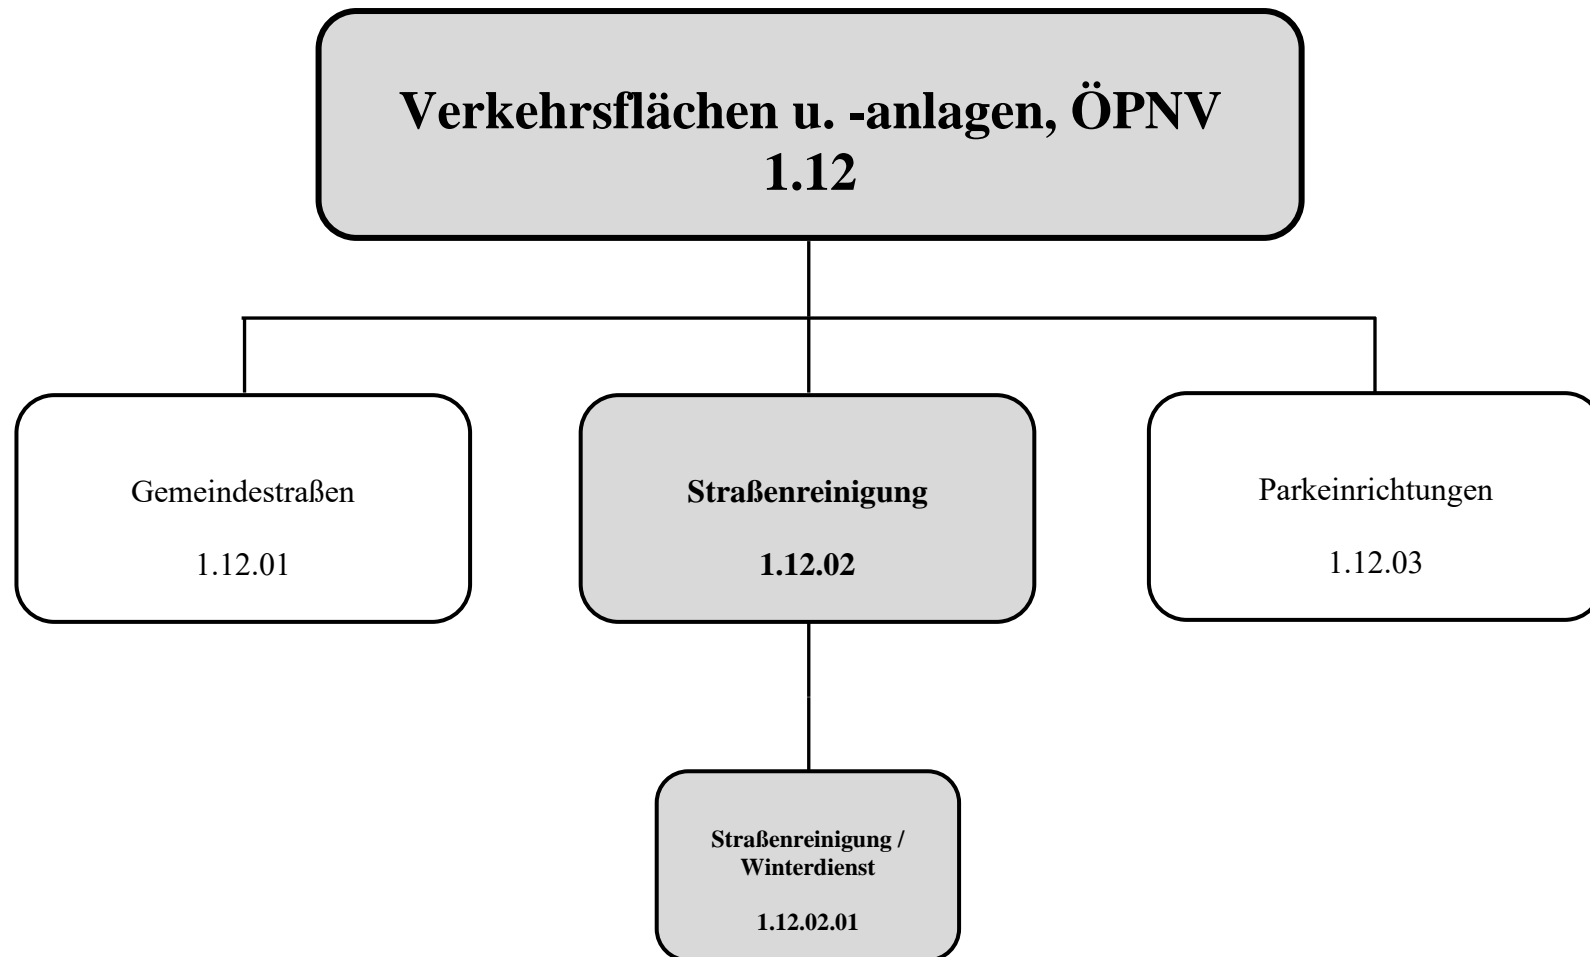 Verkehrsflächen u. -anlagen, ÖPNV
1.12
Gemeindestraßen
1.12.01
Straßenreinigung
1.12.02
Parkeinrichtungen
1.12.03
Straßenreinigung /
Winterdienst
1.12.02.01